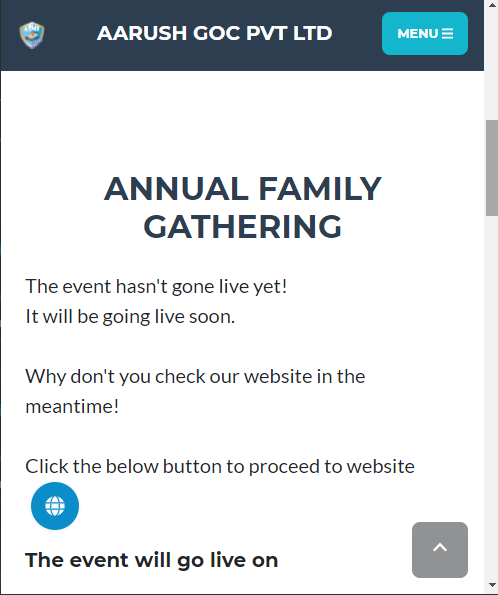 AARUSH GOC PVT LTD
MENU
ANNUAL FAMILY
GATHERING
The event hasn't gone live yet!
It will be going live soon.
Why don't you check our website in the
meantime!
Click the below button to proceed to website
The event will go live on